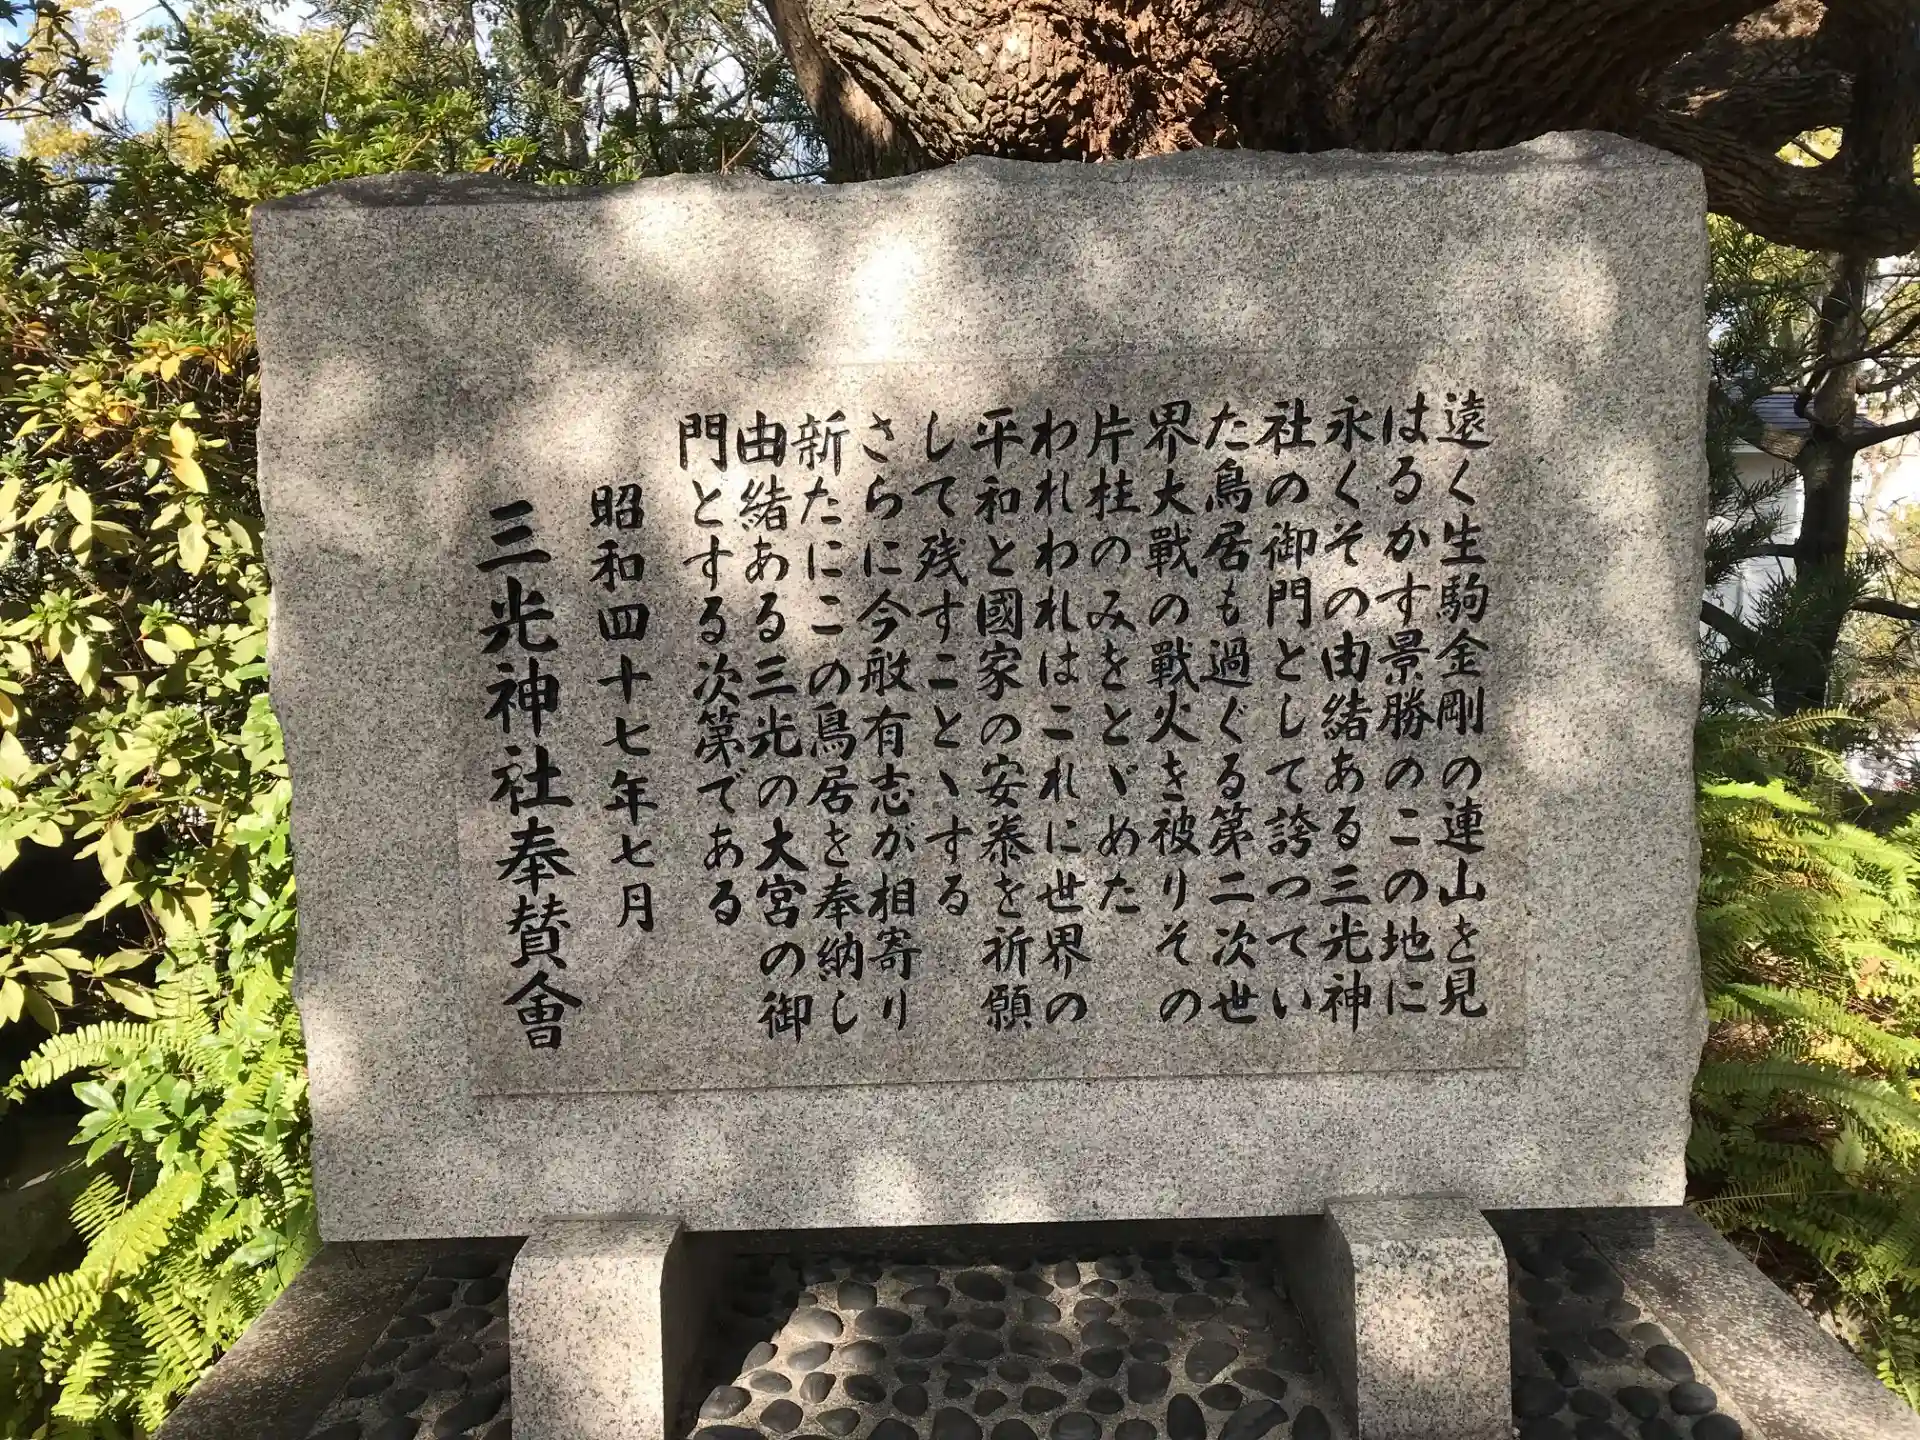 遠く生駒金剛の連山を見
はるかす景勝のこの地に
永くその由緒ある三光神
社の御門として誇つてい
た鳥居も過ぐる第二次世
界大戰の戰火き被りその
片柱のみをとゞめた
われわれはこれに世界の
平和と國家の安泰を祈願
して残すことゝする
さらに今般有志が相寄り
新たにこの鳥居を奉納し
由緒ある三光の大宮の御
門とする次第である
昭和四十七年七月
三光神社奉賛會